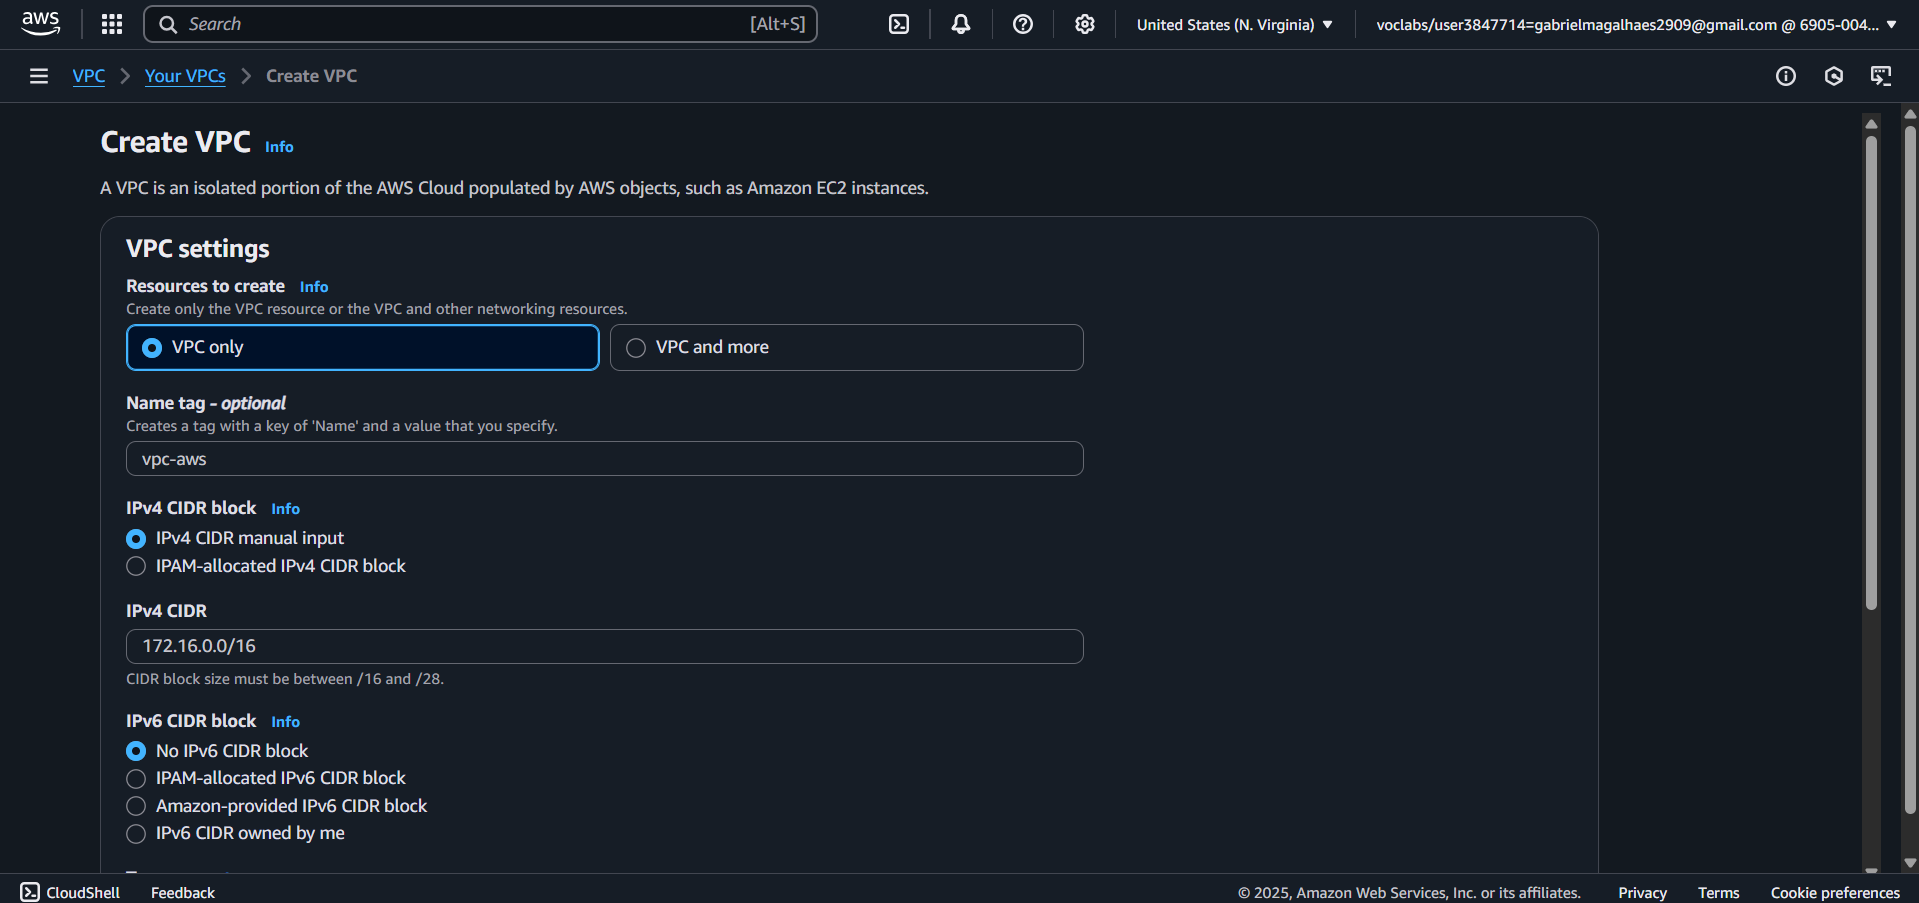 aws Search [Alt+S] United States (N. Virginia) voclabs/user3847714=gabrielmagalhaes2909@gmail.com @ 6905-004...
VPC Your VPCs Create VPC
Create VPC Info
A VPC is an isolated portion of the AWS Cloud populated by AWS objects, such as Amazon EC2 instances.
VPC settings
Resources to create Info
Create only the VPC resource or the VPC and other networking resources.
VPC only VPC and more
Name tag - optional
Creates a tag with a key of 'Name' and a value that you specify.
vpc-aws
IPv4 CIDR block Info
IPv4 CIDR manual input
IPAM-allocated IPv4 CIDR block
IPv4 CIDR
172.16.0.0/16
CIDR block size must be between /16 and /28.
IPv6 CIDR block Info
No IPv6 CIDR block
IPAM-allocated IPv6 CIDR block
Amazon-provided IPv6 CIDR block
IPv6 CIDR owned by me
CloudShell Feedback © 2025, Amazon Web Services, Inc. or its affiliates. Privacy Terms Cookie preferences